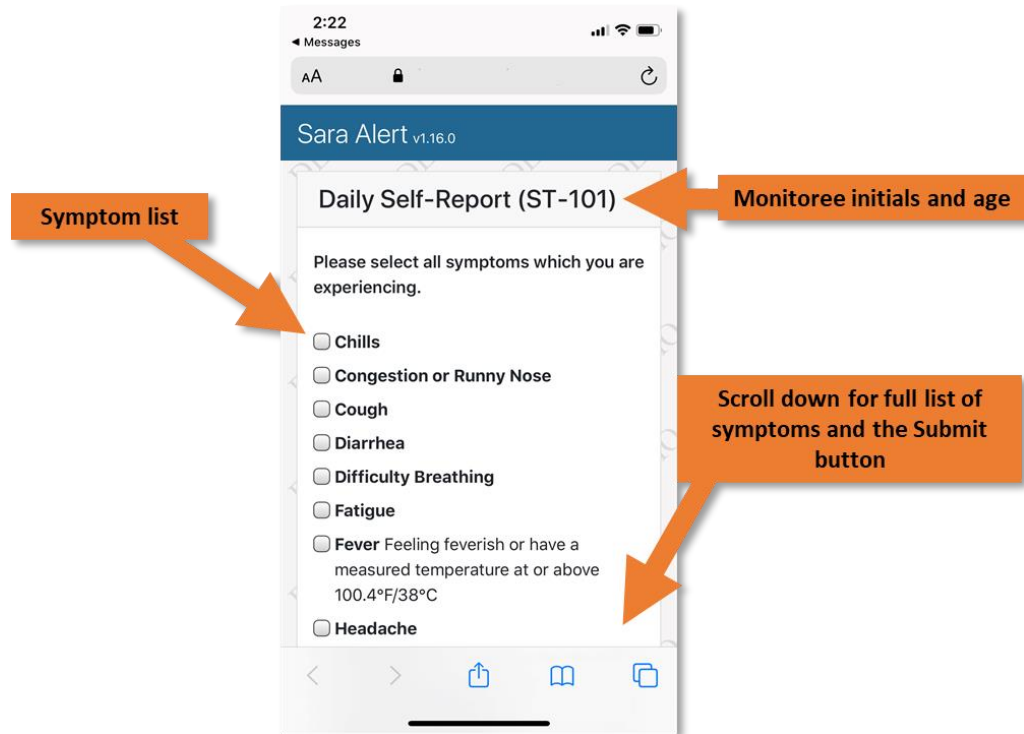 2:22
◀ Messages
AA
Sara Alert v1.16.0
Daily Self-Report (ST-101)
Monitoree initials and age
Symptom list
Please select all symptoms which you are
experiencing.
Chills
Congestion or Runny Nose
Cough
Diarrhea
Difficulty Breathing
Fatigue
Fever Feeling feverish or have a
measured temperature at or above
100.4°F/38°C
Headache
Scroll down for full list of
symptoms and the Submit
button